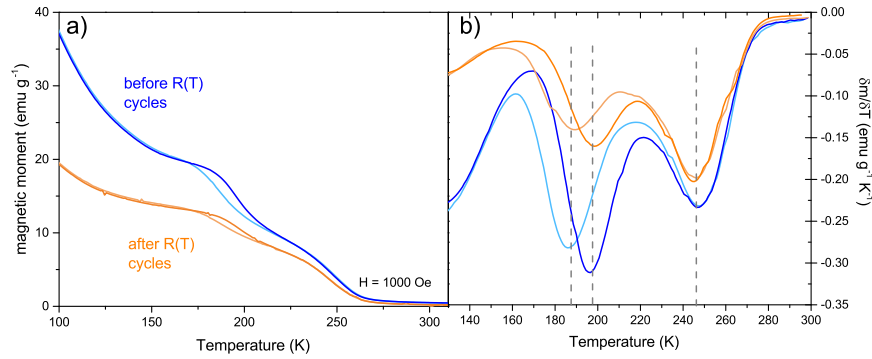 a)
40
30
20
10
0
magnetic moment (emu g⁻¹)
before R(T)
cycles
after R(T)
cycles
H = 1000 Oe
100
150
200
250
300
Temperature (K)
b)
0.00
-0.05
-0.10
-0.15
-0.20
-0.25
-0.30
-0.35
δm/δT (emu g⁻¹ K⁻¹)
140
160
180
200
220
240
260
280
300
Temperature (K)